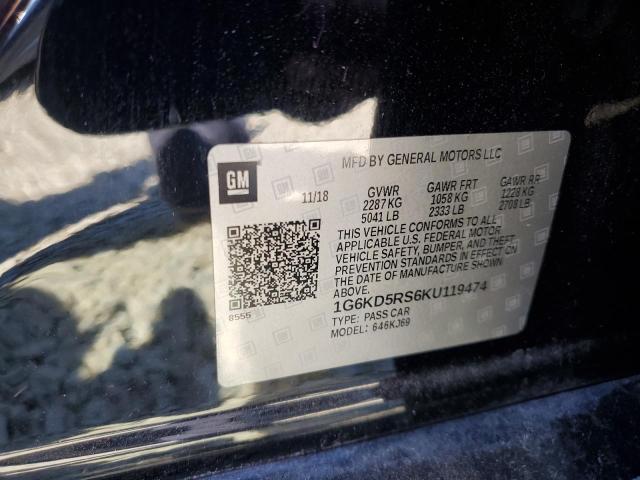 MFD BY GENERAL MOTORS LLC
GM
11/18
GVWR GAWR FRT GAWR RR
2287 KG 1058 KG 1228 KG
5041 LB 2333 LB 2708 LB
THIS VEHICLE CONFORMS TO ALL
APPLICABLE U.S. FEDERAL MOTOR
VEHICLE SAFETY, BUMPER, AND THEFT
PREVENTION STANDARDS IN EFFECT ON
THE DATE OF MANUFACTURE SHOWN
ABOVE.
1G6KD5RS6KU119474
8555
TYPE: PASS CAR
MODEL: 646KJ69